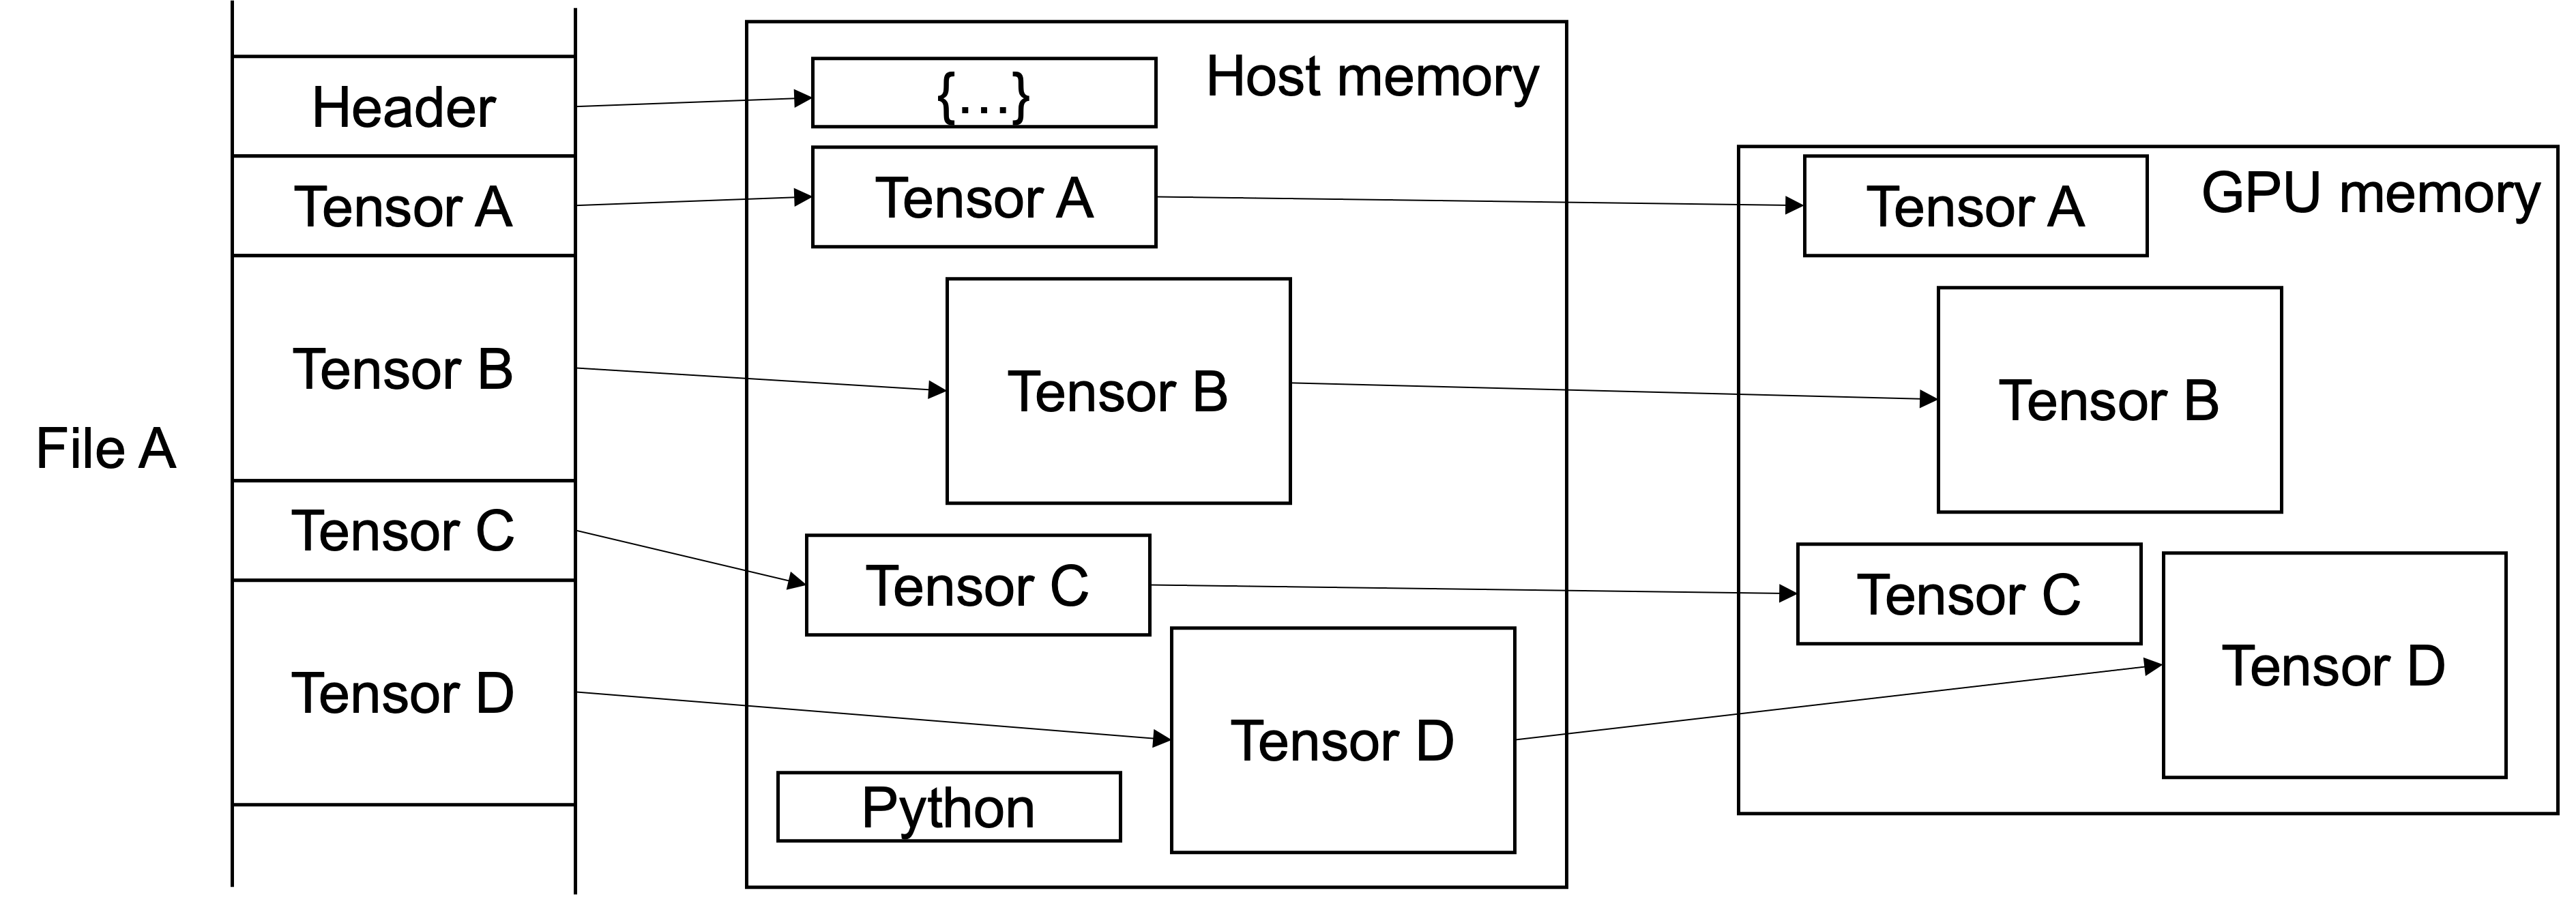 File A
Header
Tensor A
Tensor B
Tensor C
Tensor D
Host memory
{...}
Tensor A
Tensor B
Tensor C
Tensor D
Python
GPU memory
Tensor A
Tensor B
Tensor C
Tensor D